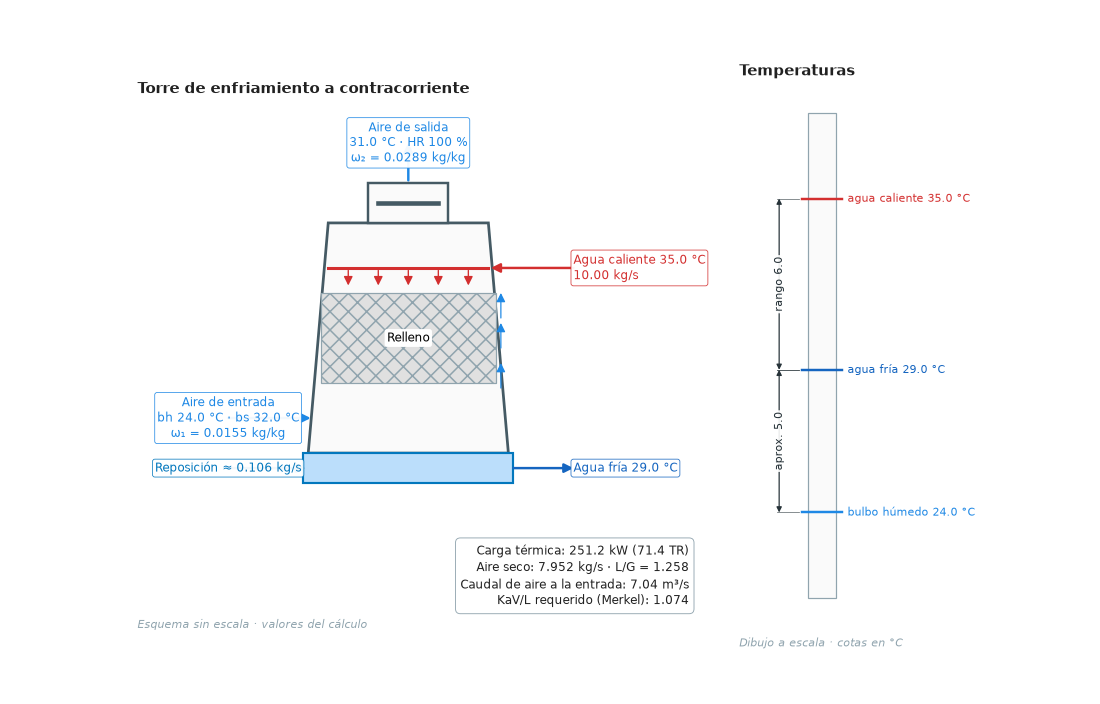 Torre de enfriamiento a contracorriente
Aire de salida
31.0 °C · HR 100 %
ω₂ = 0.0289 kg/kg
Agua caliente 35.0 °C
10.00 kg/s
Relleno
Aire de entrada
bh 24.0 °C · bs 32.0 °C
ω₁ = 0.0155 kg/kg
Reposición ≈ 0.106 kg/s
Agua fría 29.0 °C
Carga térmica: 251.2 kW (71.4 TR)
Aire seco: 7.952 kg/s · L/G = 1.258
Caudal de aire a la entrada: 7.04 m³/s
KaV/L requerido (Merkel): 1.074
Esquema sin escala · valores del cálculo
Temperaturas
agua caliente 35.0 °C
rango 6.0
agua fría 29.0 °C
aprox. 5.0
bulbo húmedo 24.0 °C
Dibujo a escala · cotas en °C